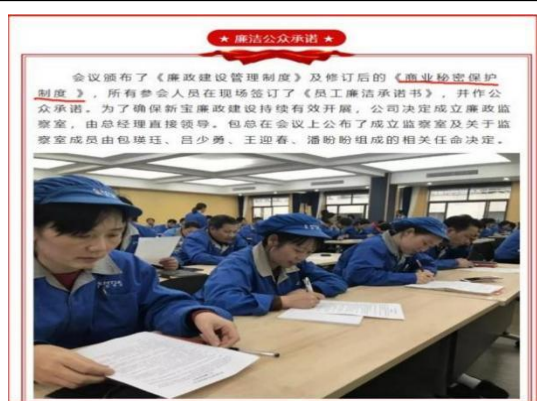 ★ 廉洁公众承诺 ★
会议颁布了《廉政建设管理制度》及修订后的《商业秘密保护
制度 》，所有参会人员在现场签订了《员工廉洁承诺书》，并作公
众承诺。为了确保新宝廉政建设持续有效开展，公司决定成立廉政监
察室，由总经理直接领导。包总在会议上公布了成立监察室及关于监
察室成员由包瑛珏、吕少勇、王迎春、潘盼盼组成的相关任命决定。